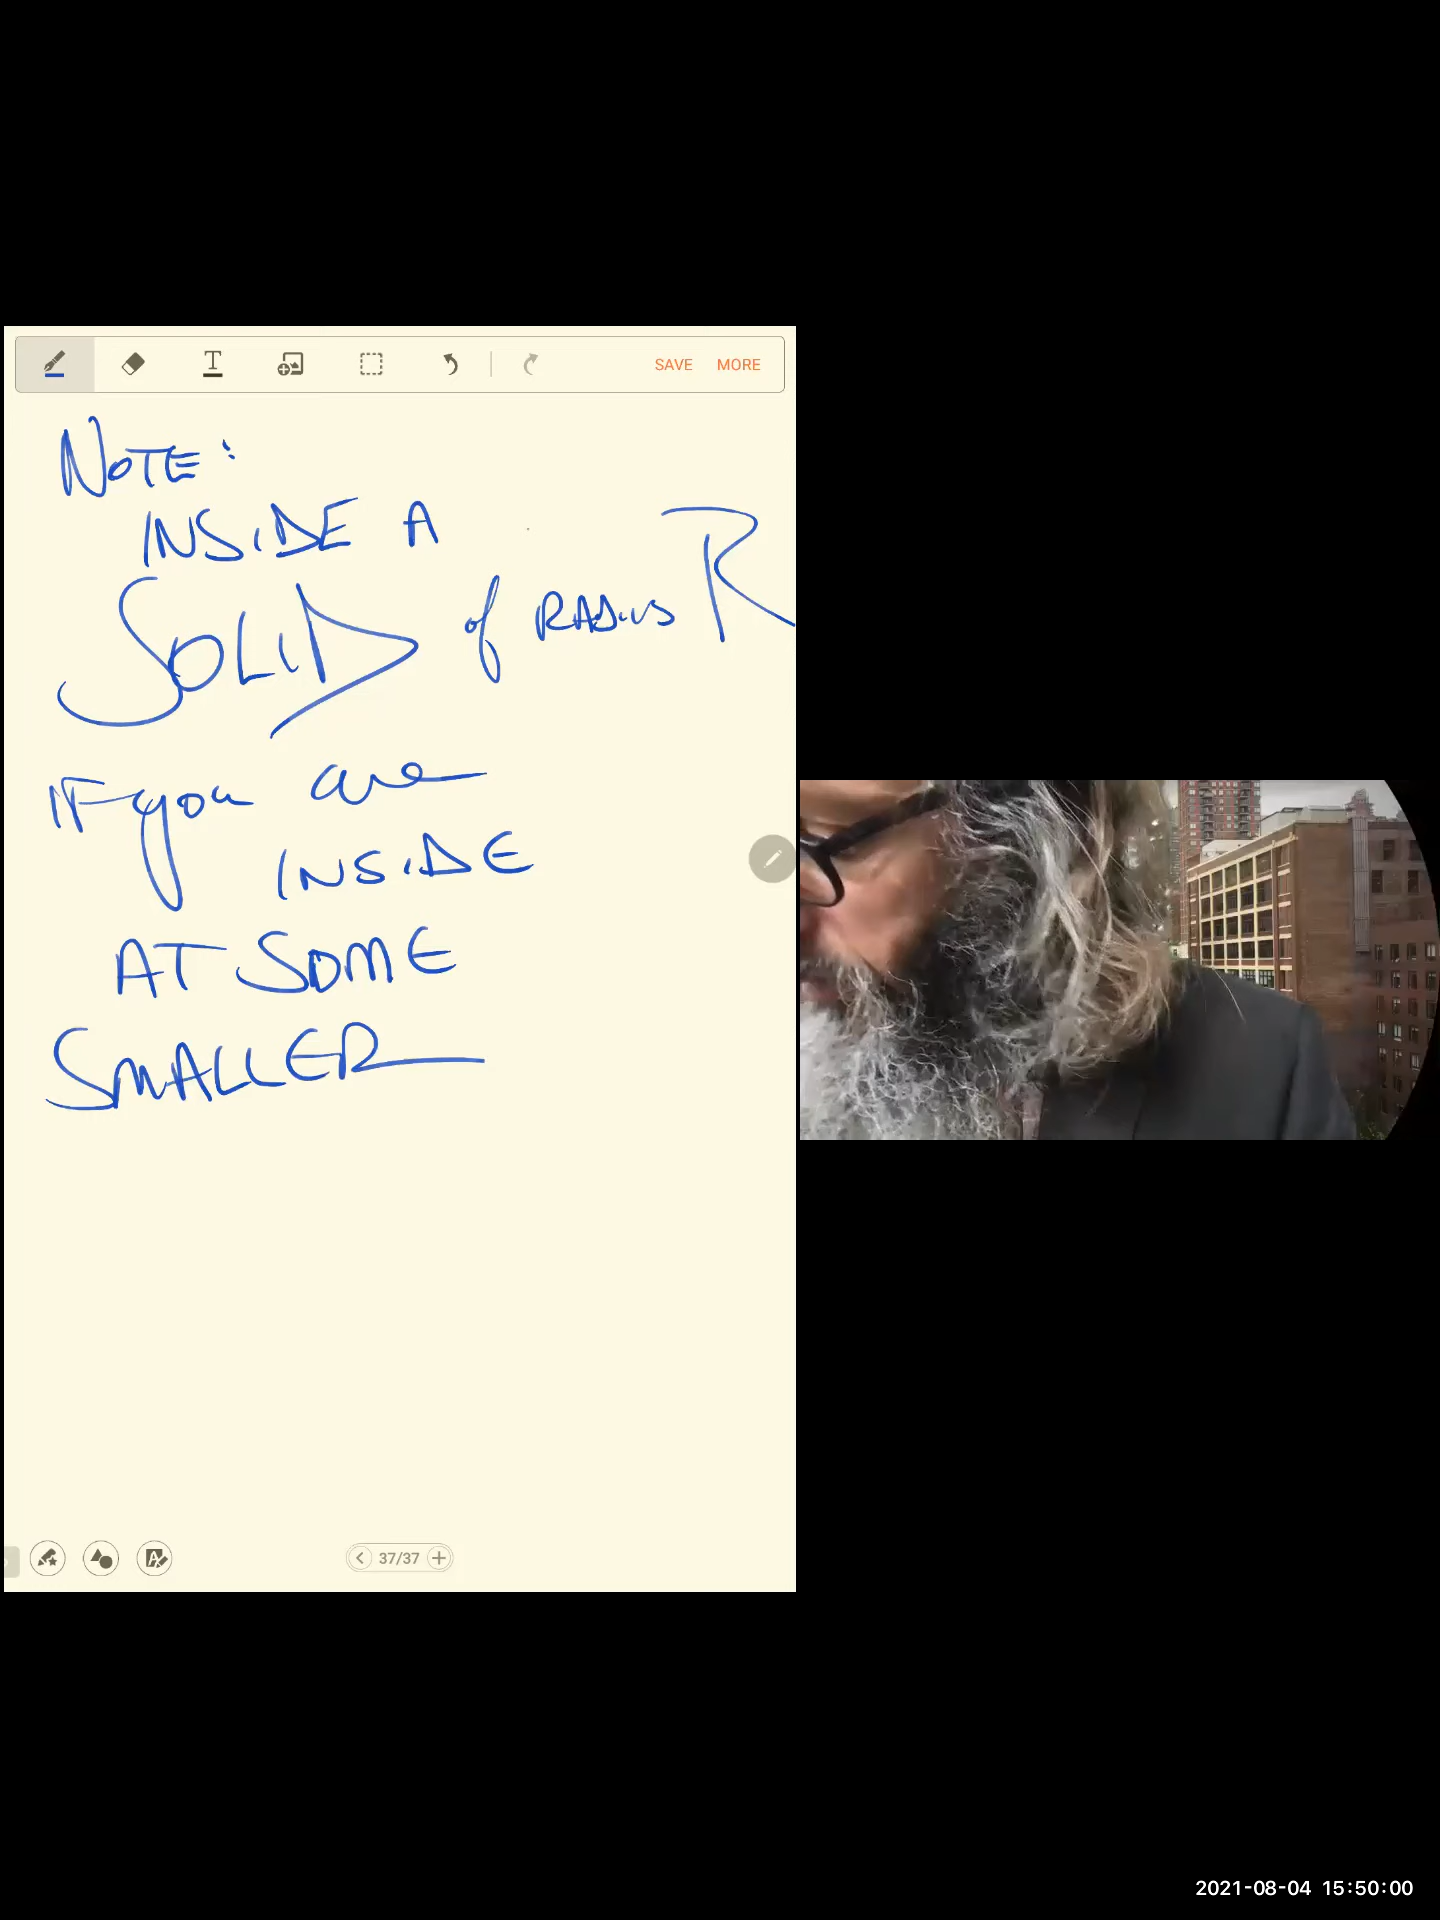 SAVE MORE
NOTE:
INSIDE A
SOLID of RADIUS R
IF you are
INSIDE
AT SOME
SMALLER
37/37
2021-08-04 15:50:00